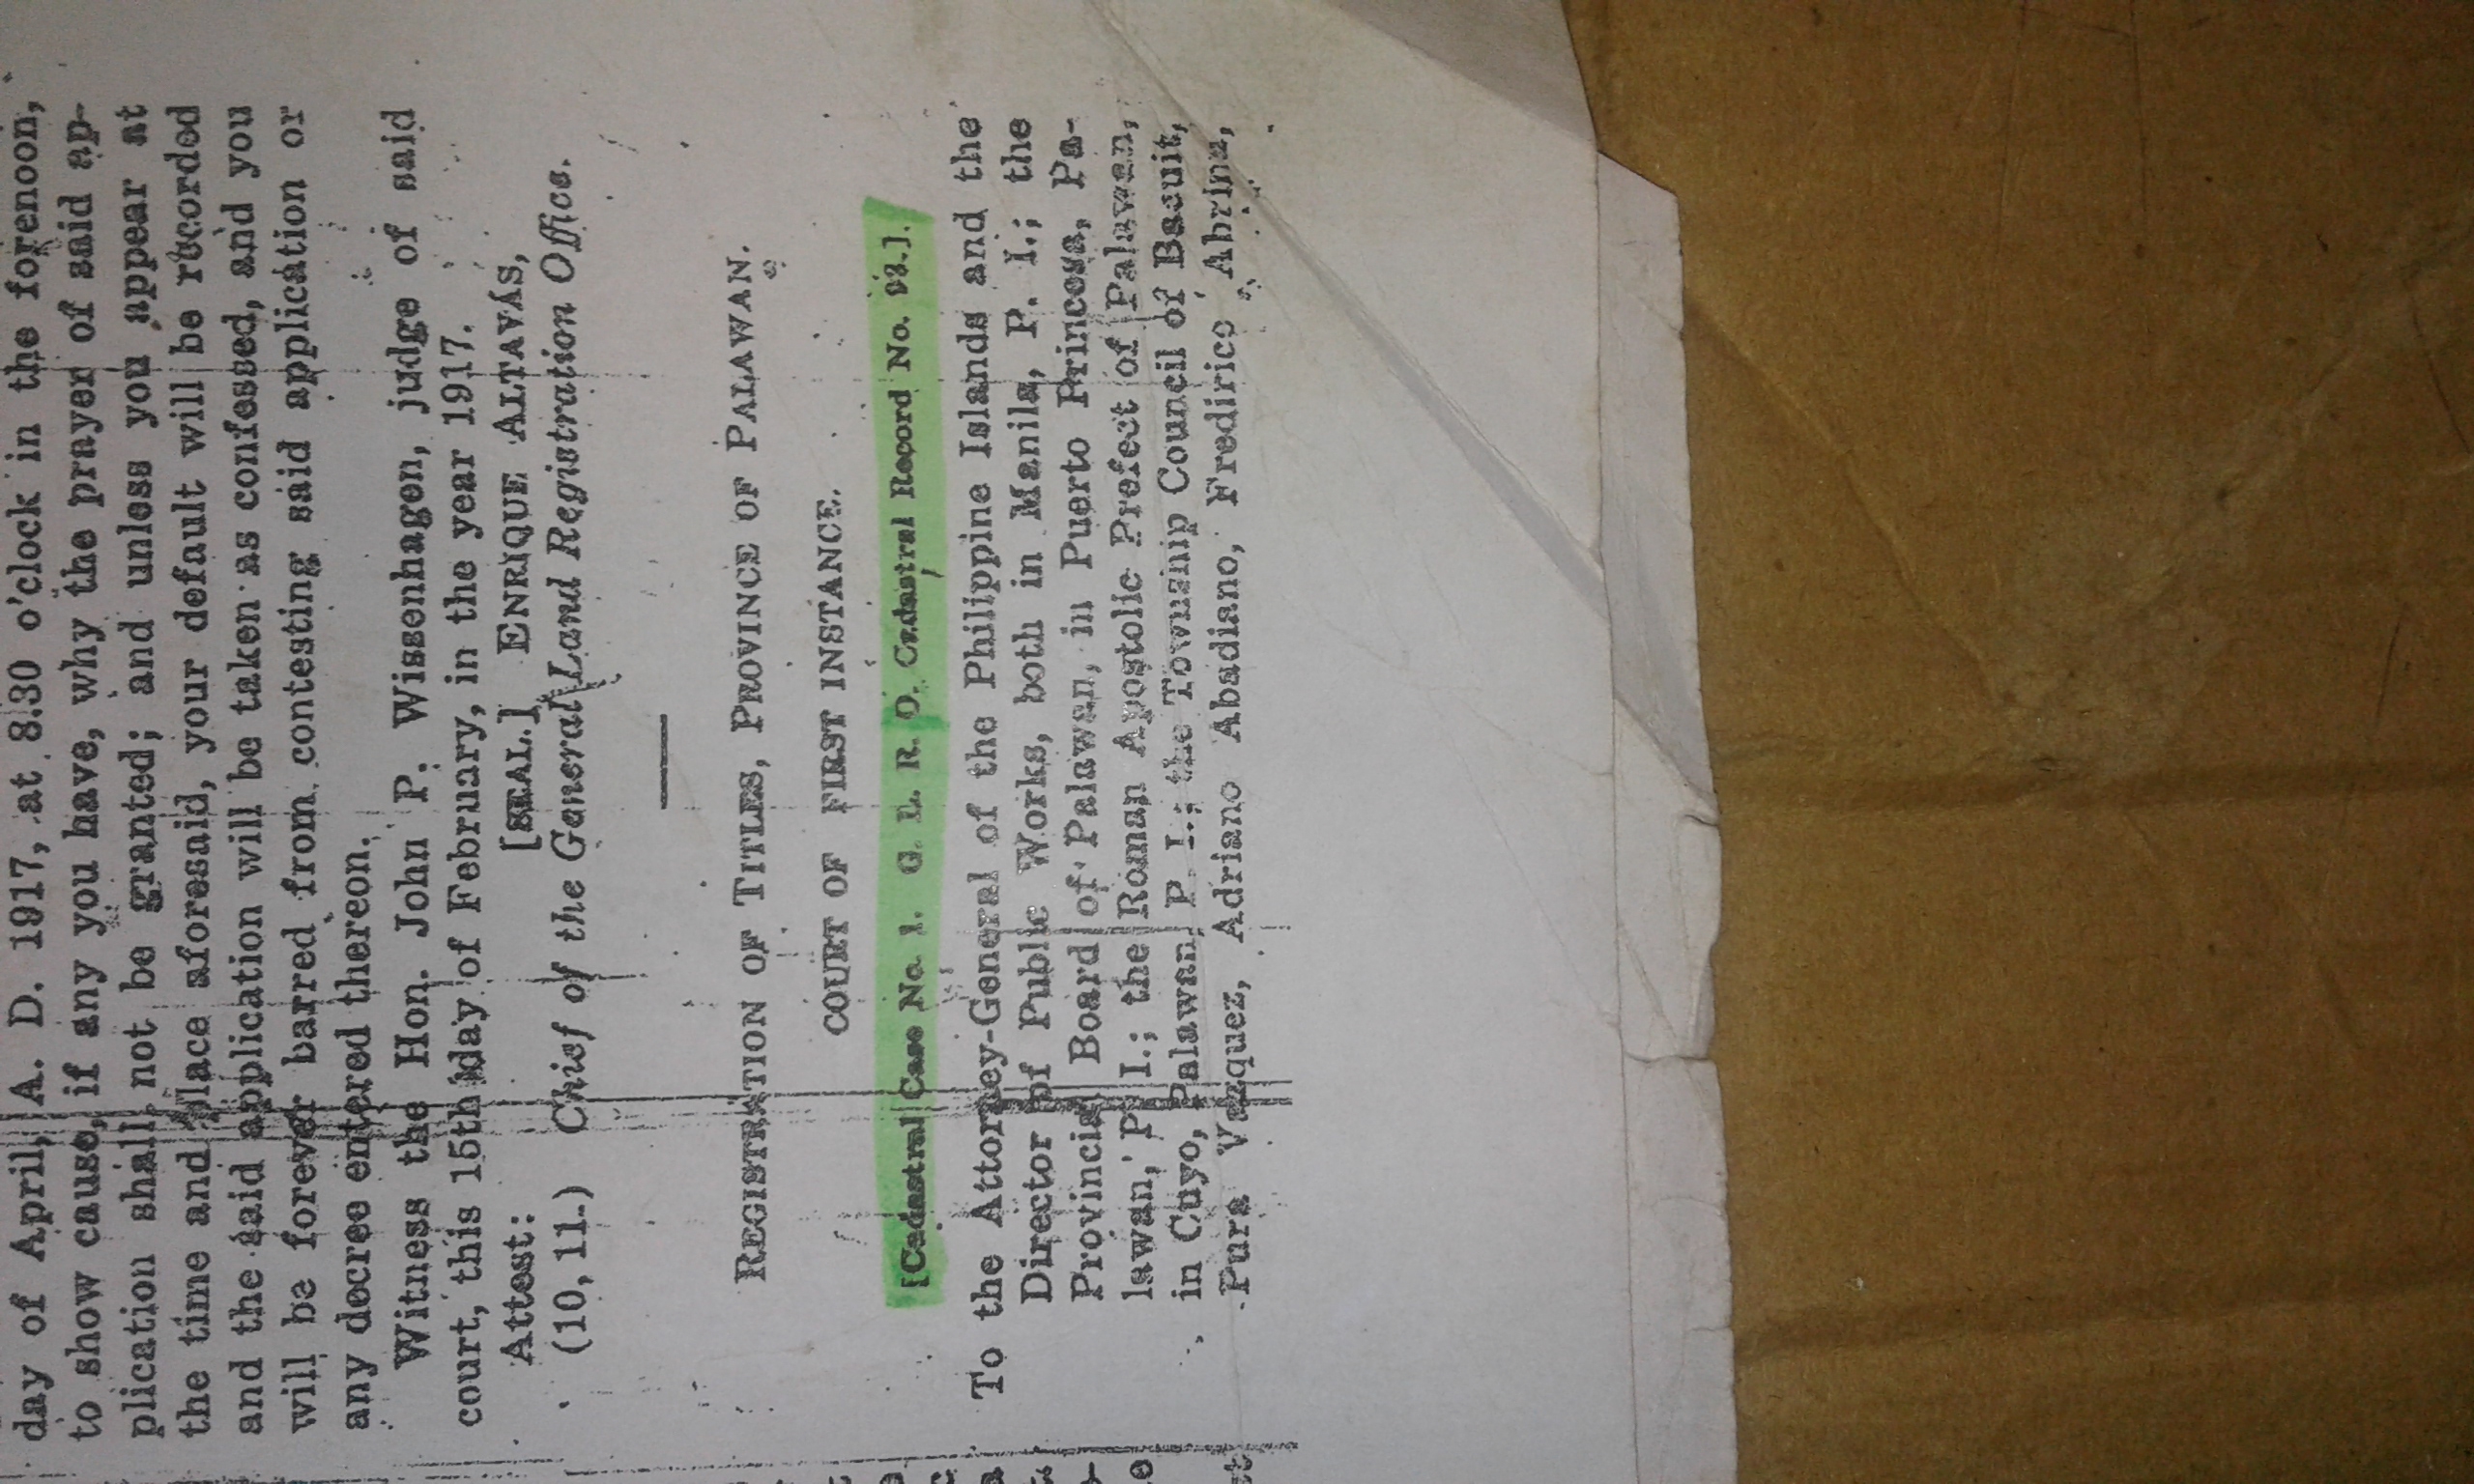 day of April, A. D. 1917, at 8.30 o'clock in the forenoon,
to show cause, if any you have, why the prayer of said ap-
plication shall not be granted; and unless you appear at
the time and place aforesaid, your default will be recorded
and the said application will be taken as confessed, and you
will be forever barred from contesting said application or
any decree entered thereon.
Witness the Hon. John P. Wissenhagen, judge of said
court, this 15th day of February, in the year 1917.
Attest: [SEAL.] ENRIQUE ALTAVÁS,
(10, 11.) Chief of the General Land Registration Office.
REGISTRATION OF TITLES, PROVINCE OF PALAWAN.
COURT OF FIRST INSTANCE.
[Cadastral Case No. 1. G. L. R. O. Cadastral Record No.
To the Attorney-General of the Philippine Islands and the
Director of Public Works, both in Manila, P. I.; the
Provincial Board of Palawan, in Puerto Princesa, Pa-
lawan, P. I.; the Roman Apostolic Prefect of Palawan,
in Cuyo, Palawan, P. I.; the Township Council of Bacuit,
Pura Vazquez, Adriano Abadiano, Fredirico Abrina,